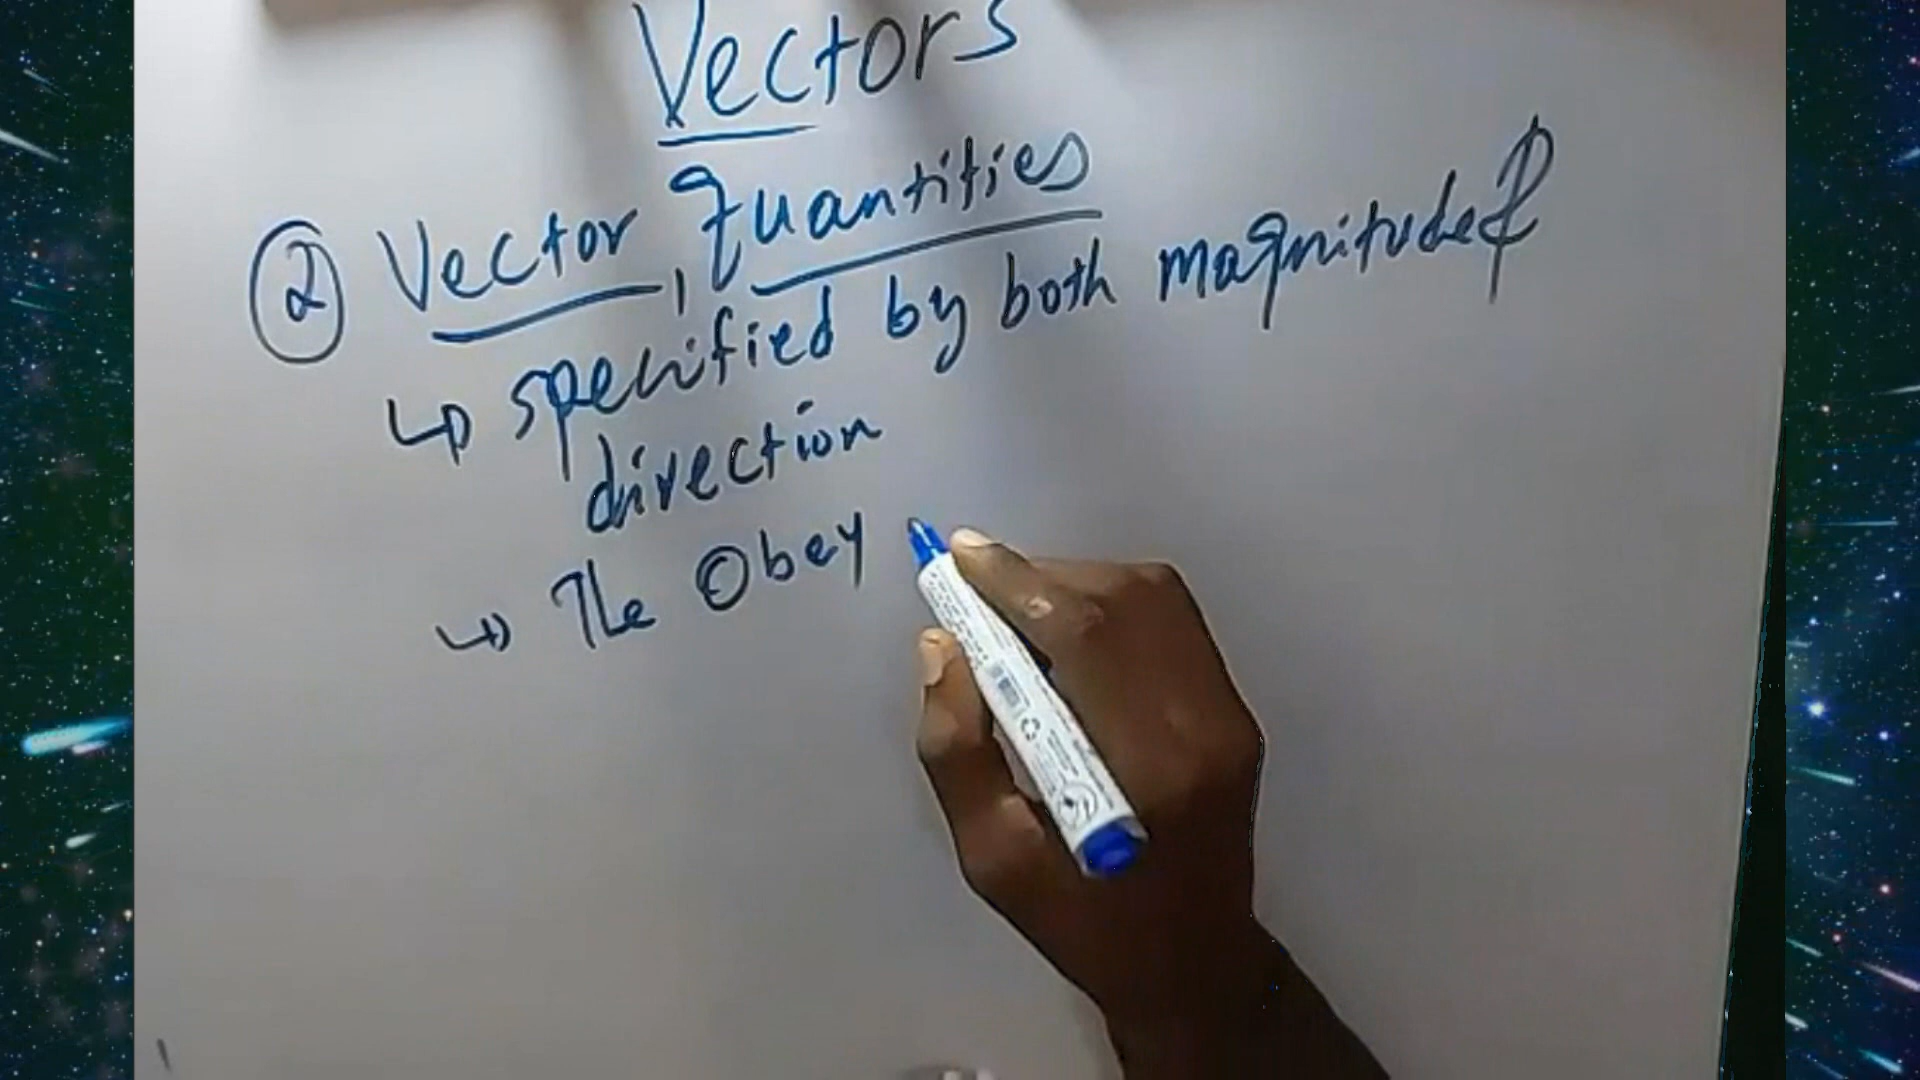 Vectors
② Vector quantities
↳ specified by both magnitude &
direction
↳ The Obey